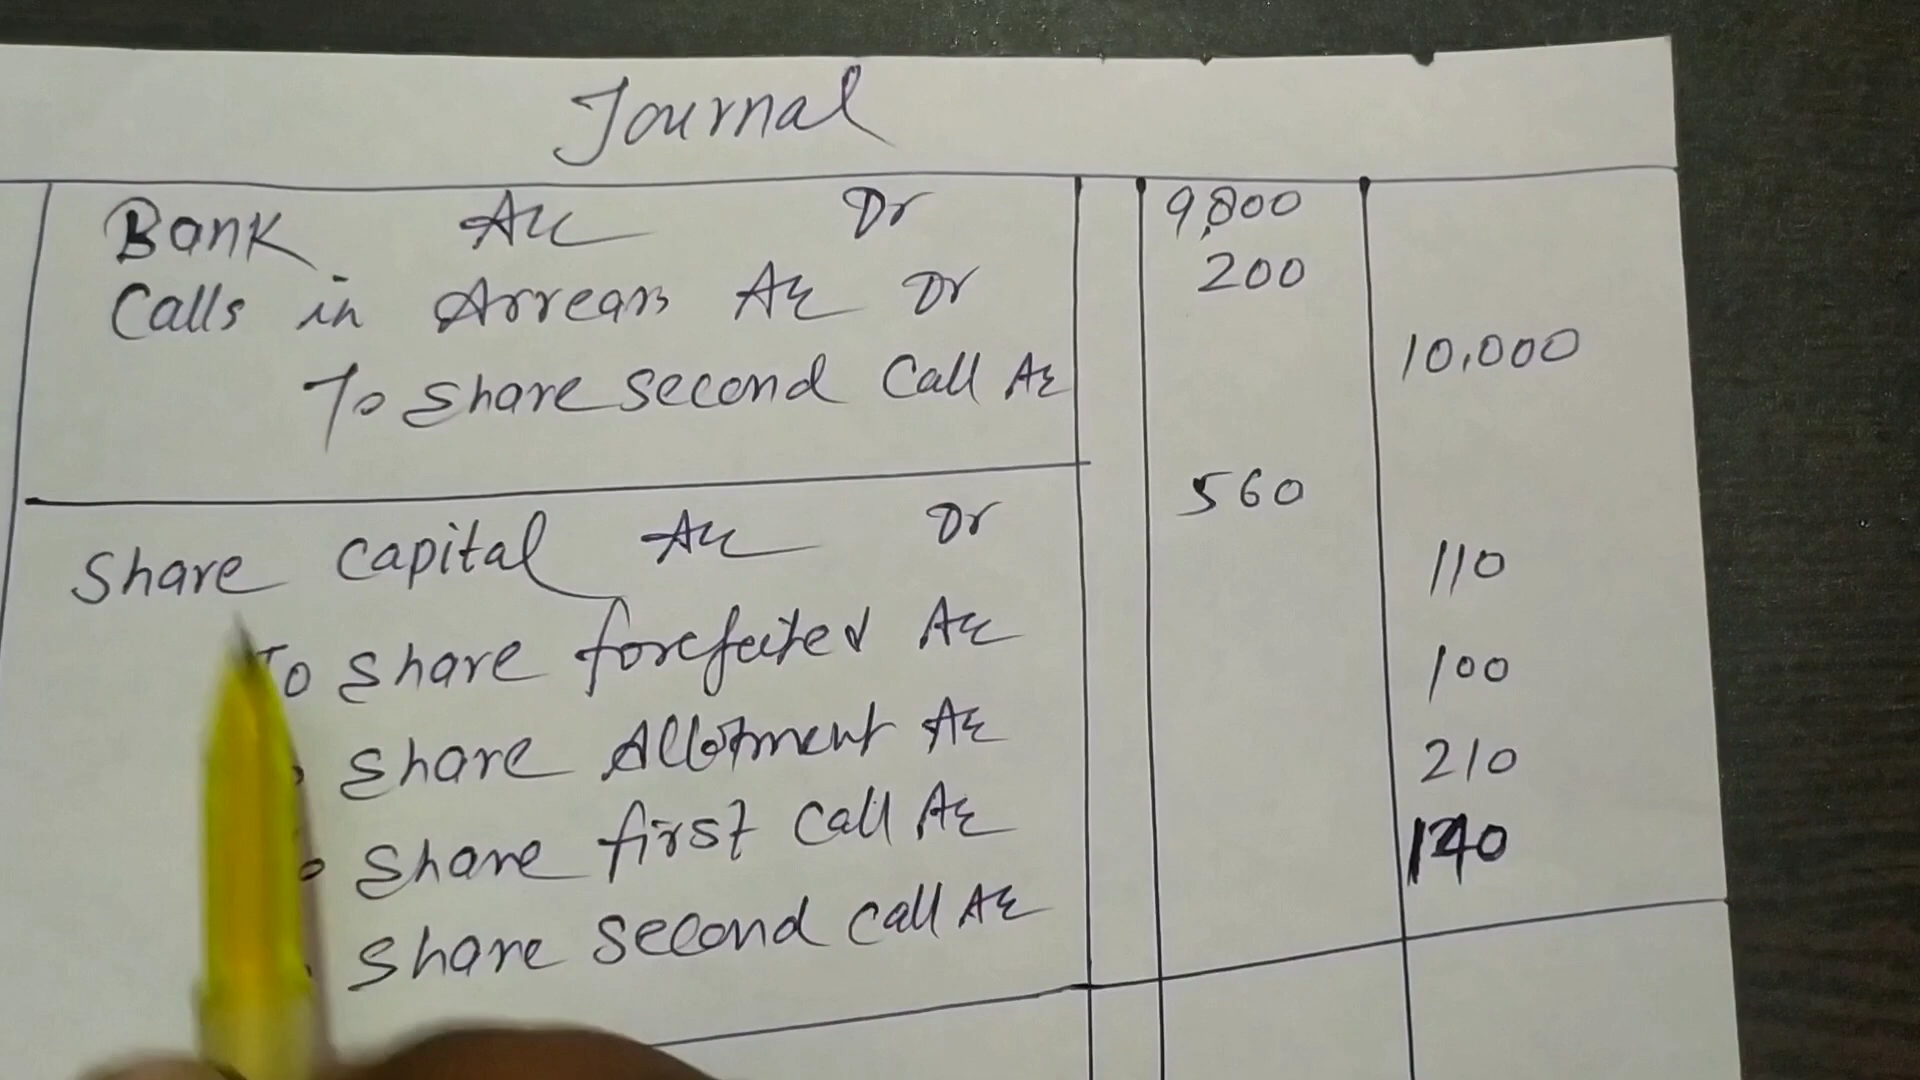 Journal
Bank A/c Dr 9,800
Calls in Arrears A/c Dr 200
To Share Second Call A/c 10,000
Share Capital A/c Dr 560
To Share forefeited A/c 110
Share Allotment A/c 100
Share first Call A/c 210
Share Second Call A/c 140